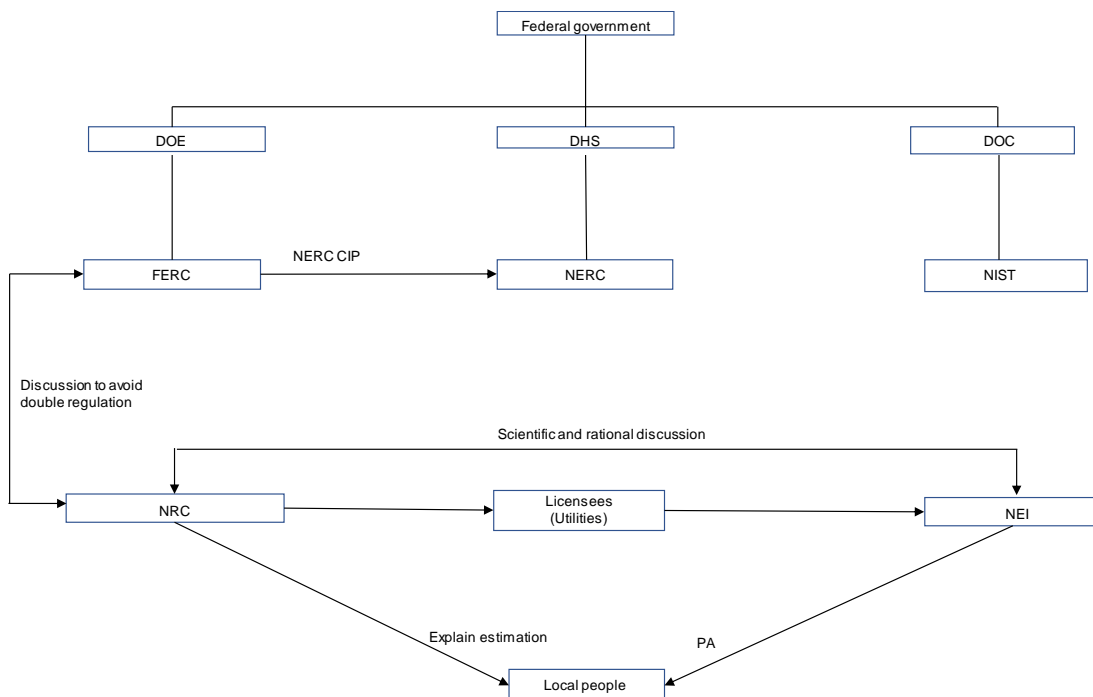 Federal government
DOE
DHS
DOC
NERC CIP
FERC
NERC
NIST
Discussion to avoid
double regulation
Scientific and rational discussion
NRC
Licensees
(Utilities)
NEI
Explain estimation
PA
Local people